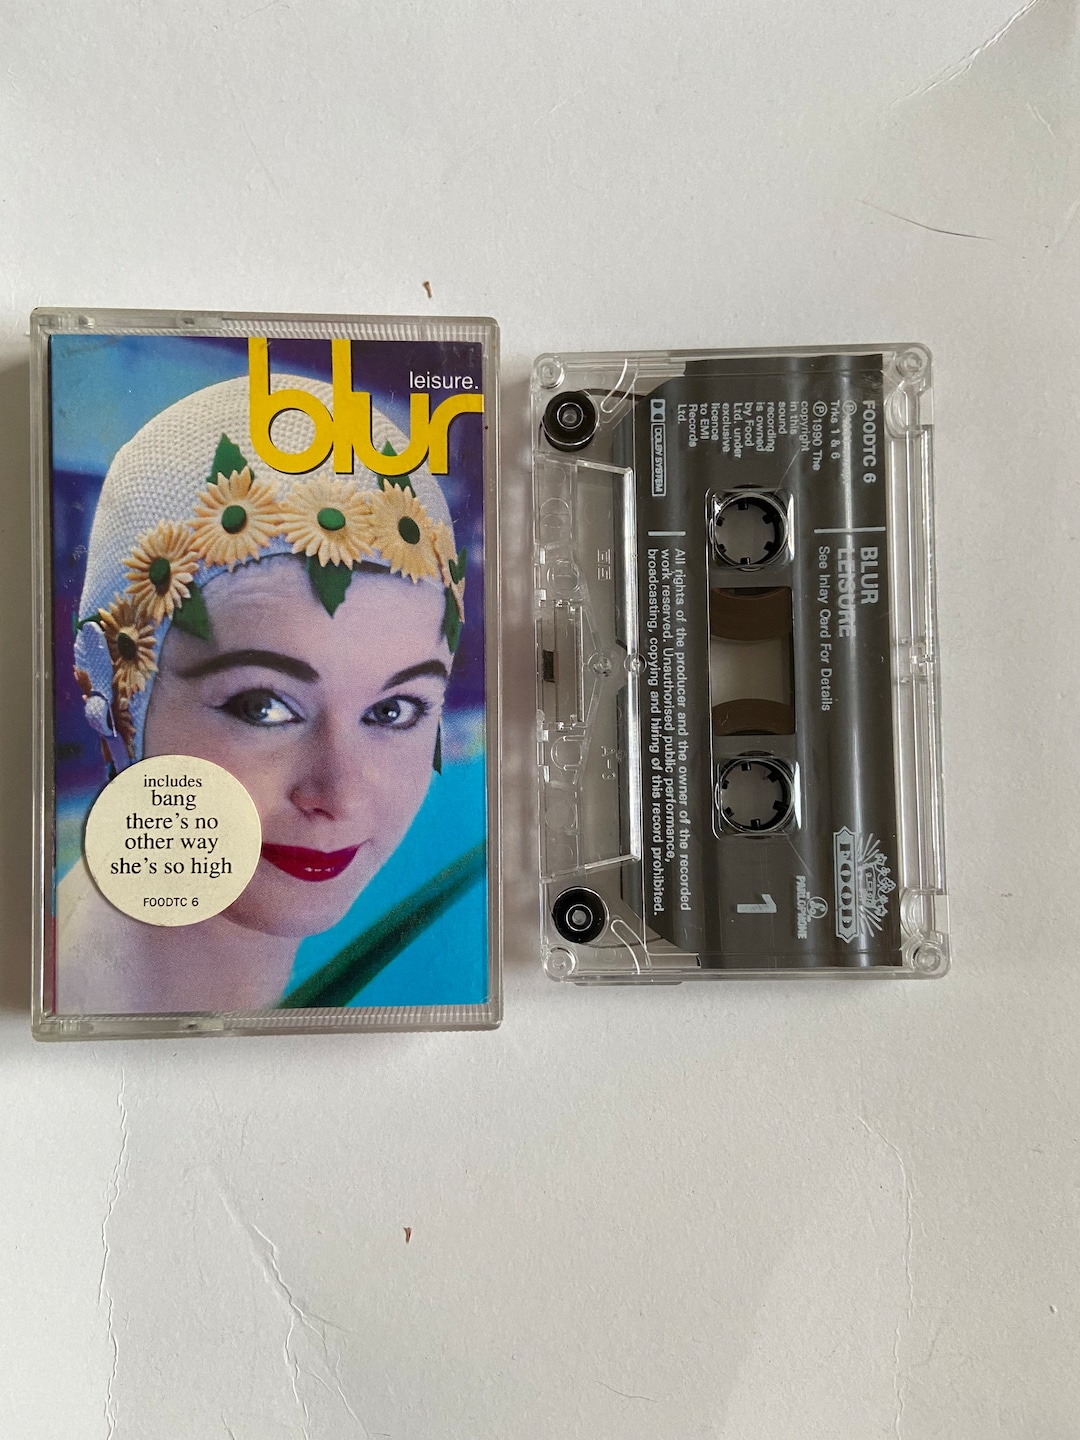 leisure.
blur
includes
bang
there's no
other way
she's so high
FOODTC 6
FOODTC 6
Trks 1 & 6
℗ 1990 The
copyright
in this
sound
recording
is owned
by Food
Ltd. under
exclusive
licence
to EMI
Records
Ltd.
DOLBY SYSTEM
BLUR
LEISURE
See Inlay Card For Details
All rights of the producer and the owner of the recorded
work reserved. Unauthorised public performance,
broadcasting, copying and hiring of this record prohibited.
FOOD
PARLOPHONE
1